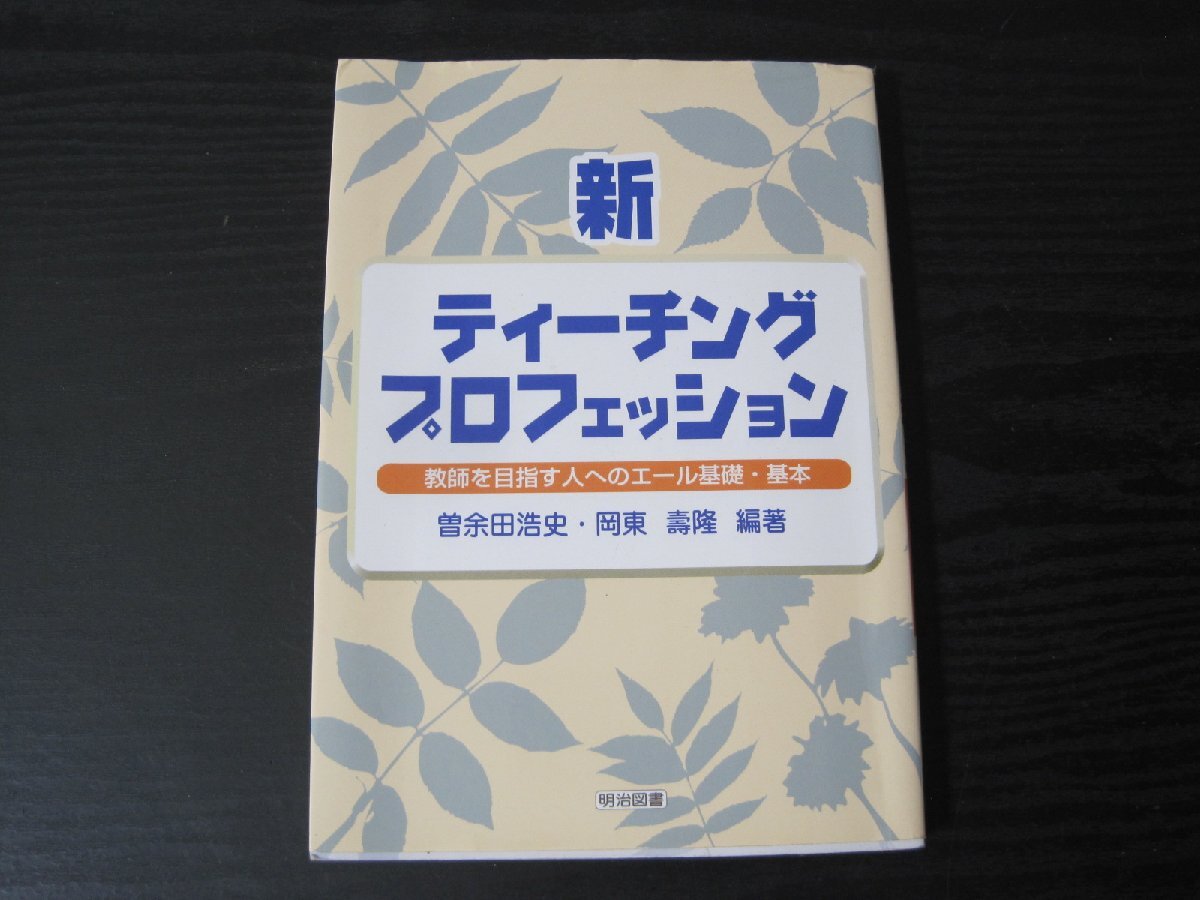 新
ティーチング
プロフェッション
教師を目指す人へのエール基礎・基本
曽余田浩史・岡東 壽隆 編著
明治図書